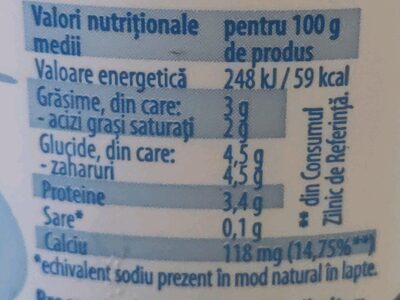 Valori nutriționale pentru 100 g
medii de produs
Valoare energetică 248 kJ / 59 kcal
Grăsime, din care: 3 g
- acizi grași saturați 2 g
Glucide, din care: 4,5 g
- zaharuri 4,5 g
Proteine 3,4 g
Sare* 0,1 g
Calciu 118 mg (14,75%**)
*echivalent sodiu prezent în mod natural în lapte.
** din Consumul
Zilnic de Referință.